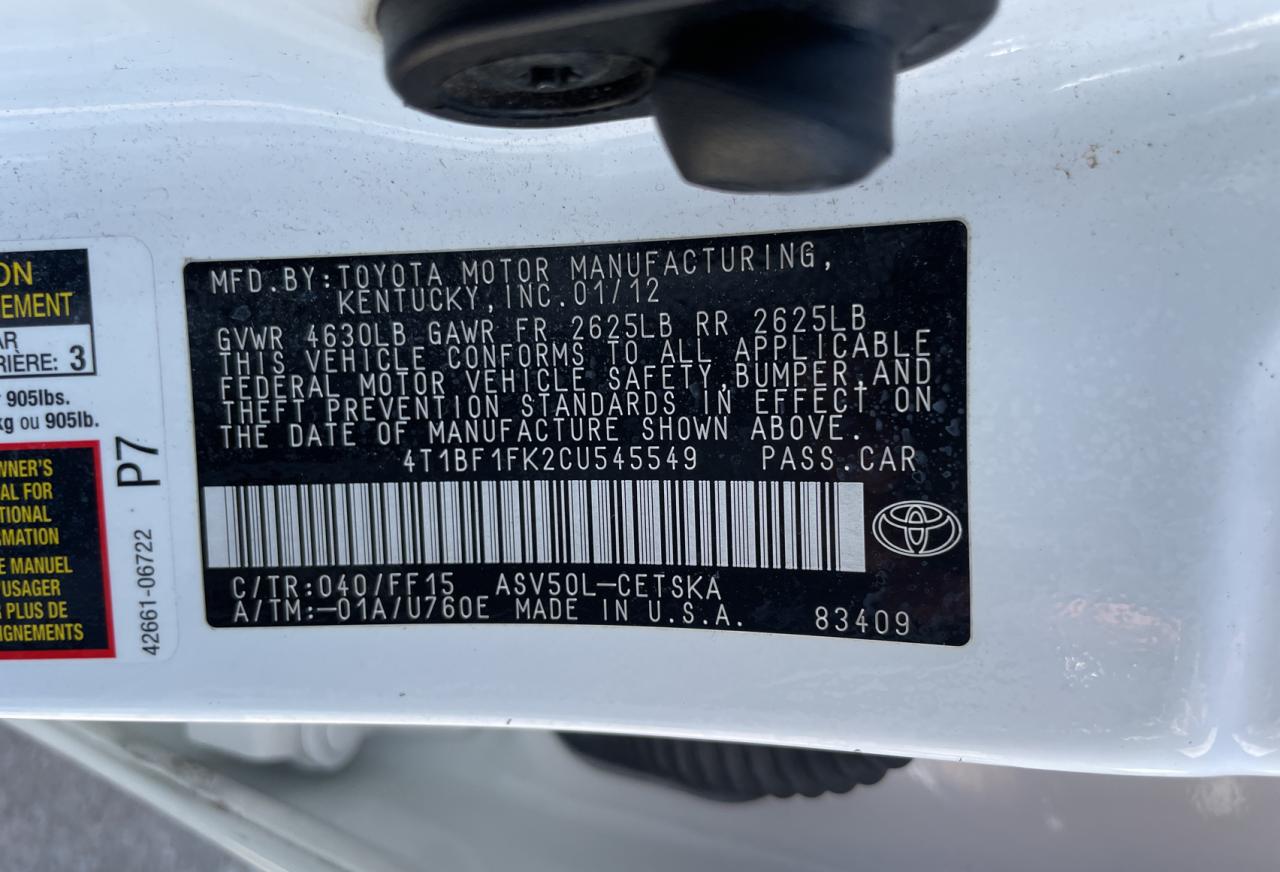 ON
EMENT
AR
RIÈRE: 3
905lbs.
kg ou 905lb.
WNER'S
AL FOR
TIONAL
RMATION
E MANUEL
USAGER
R PLUS DE
IGNEMENTS
P7
42661-06722
MFD.BY:TOYOTA MOTOR MANUFACTURING,
KENTUCKY,INC.01/12
GVWR 4630LB GAWR FR 2625LB RR 2625LB
THIS VEHICLE CONFORMS TO ALL APPLICABLE
FEDERAL MOTOR VEHICLE SAFETY,BUMPER,AND
THEFT PREVENTION STANDARDS IN EFFECT ON
THE DATE OF MANUFACTURE SHOWN ABOVE.
4T1BF1FK2CU545549 PASS.CAR
C/TR:040/FF15 ASV50L-CETSKA
A/TM:-01A/U760E MADE IN U.S.A. 83409